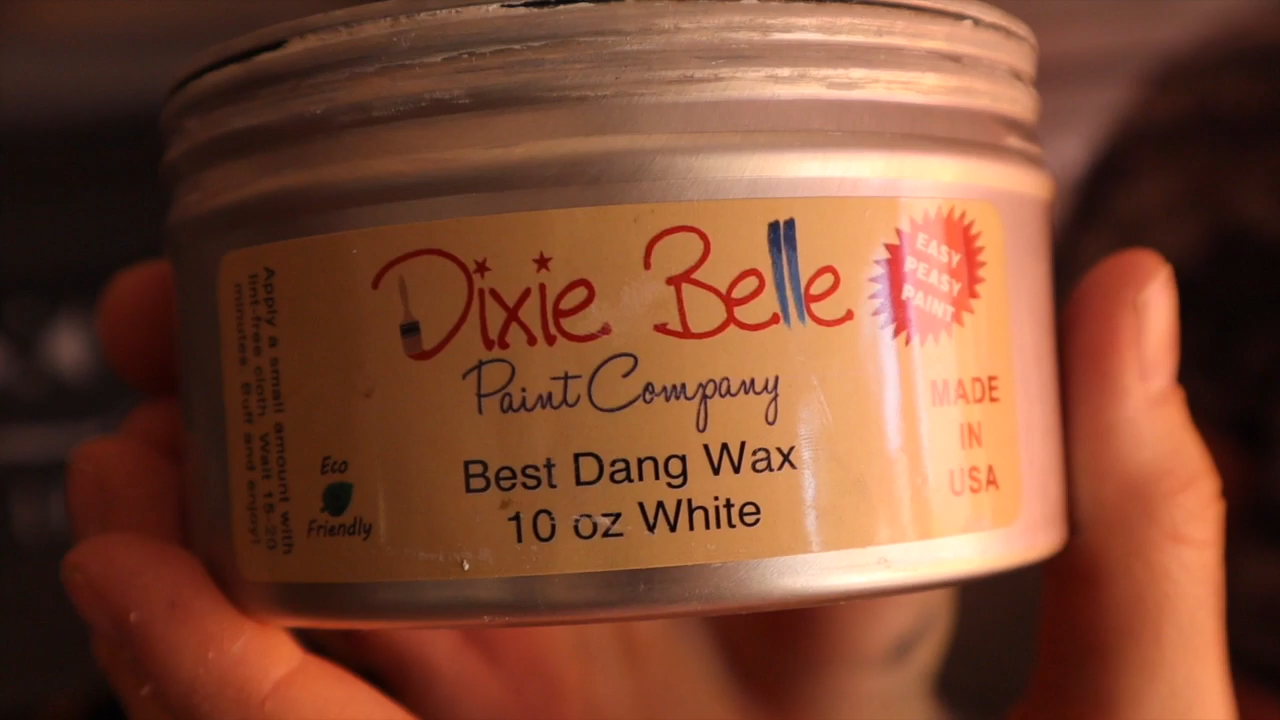 Dixie Belle
Paint Company
Best Dang Wax
10 oz White
EASY
PEASY
PAINT
MADE
IN
USA
Eco
Friendly
Apply a small amount with
lint-free cloth. Wait 15-20
minutes. Buff and enjoy!